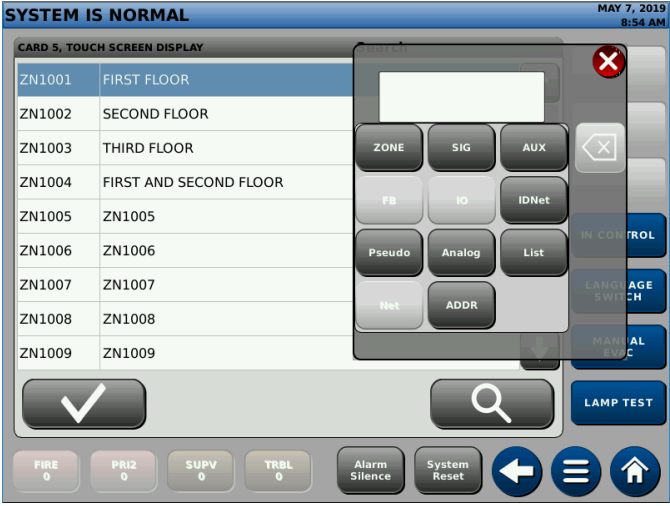 SYSTEM IS NORMAL
MAY 7, 2019
8:54 AM
CARD 5, TOUCH SCREEN DISPLAY
Search
ZN1001 FIRST FLOOR
ZN1002 SECOND FLOOR
ZN1003 THIRD FLOOR
ZN1004 FIRST AND SECOND FLOOR
ZN1005 ZN1005
ZN1006 ZN1006
ZN1007 ZN1007
ZN1008 ZN1008
ZN1009 ZN1009
ZONE SIG AUX
FB IO IDNet
Pseudo Analog List
Net ADDR
IN CONTROL
LANGUAGE
SWITCH
MANUAL
EVAC
LAMP TEST
FIRE
0
PRI2
0
SUPV
0
TRBL
0
Alarm
Silence
System
Reset